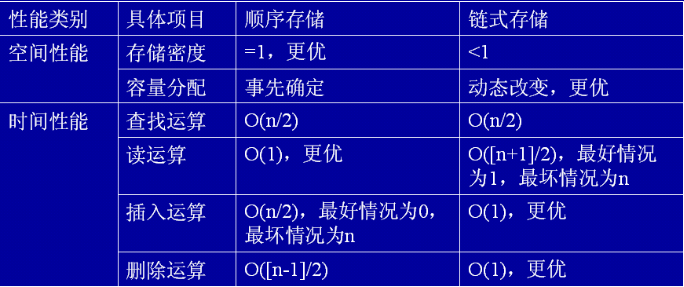 性能类别 具体项目 顺序存储 链式存储
空间性能 存储密度 =1，更优 <1
容量分配 事先确定 动态改变，更优
时间性能 查找运算 O(n/2) O(n/2)
读运算 O(1)，更优 O([n+1]/2)，最好情况
为1，最坏情况为n
插入运算 O(n/2)，最好情况为0， O(1)，更优
最坏情况为n
删除运算 O([n-1]/2) O(1)，更优